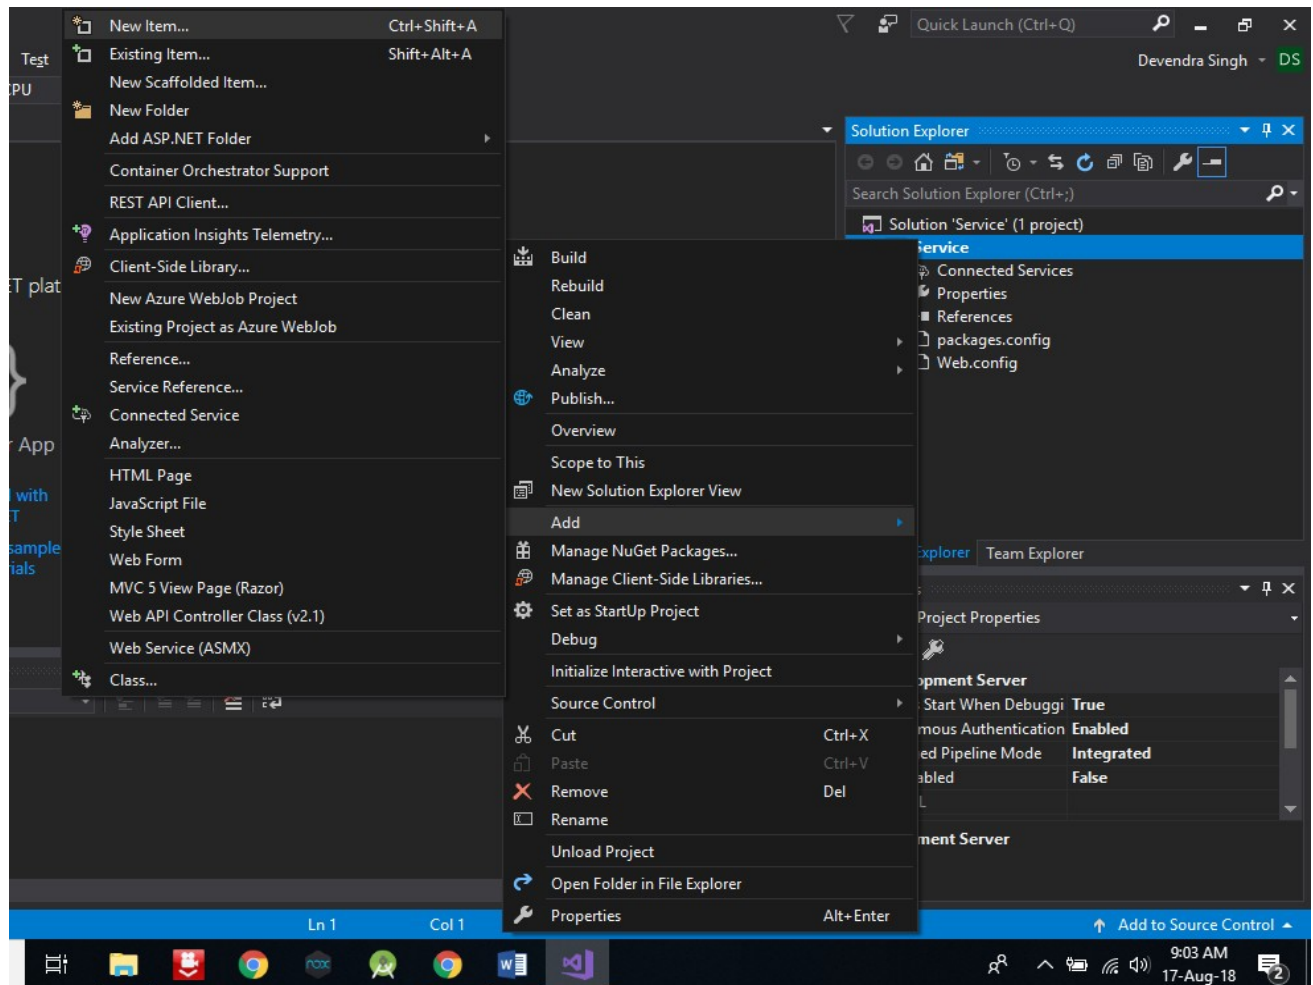 New Item... Ctrl+Shift+A
Existing Item... Shift+Alt+A
New Scaffolded Item...
New Folder
Add ASP.NET Folder
Container Orchestrator Support
REST API Client...
Application Insights Telemetry...
Client-Side Library...
New Azure WebJob Project
Existing Project as Azure WebJob
Reference...
Service Reference...
Connected Service
Analyzer...
HTML Page
JavaScript File
Style Sheet
Web Form
MVC 5 View Page (Razor)
Web API Controller Class (v2.1)
Web Service (ASMX)
Class...
Test
PU
T plat
App
with
T
sample
ials
Build
Rebuild
Clean
View
Analyze
Publish...
Overview
Scope to This
New Solution Explorer View
Add
Manage NuGet Packages...
Manage Client-Side Libraries...
Set as StartUp Project
Debug
Initialize Interactive with Project
Source Control
Cut Ctrl+X
Paste Ctrl+V
Remove Del
Rename
Unload Project
Open Folder in File Explorer
Properties Alt+Enter
Quick Launch (Ctrl+Q)
Devendra Singh DS
Solution Explorer
Search Solution Explorer (Ctrl+;)
Solution 'Service' (1 project)
Service
Connected Services
Properties
References
packages.config
Web.config
Explorer Team Explorer
Project Properties
opment Server
Start When Debuggi True
mous Authentication Enabled
ed Pipeline Mode Integrated
abled False
L
ment Server
Ln 1 Col 1
Add to Source Control
nox
W
9:03 AM
17-Aug-18
2